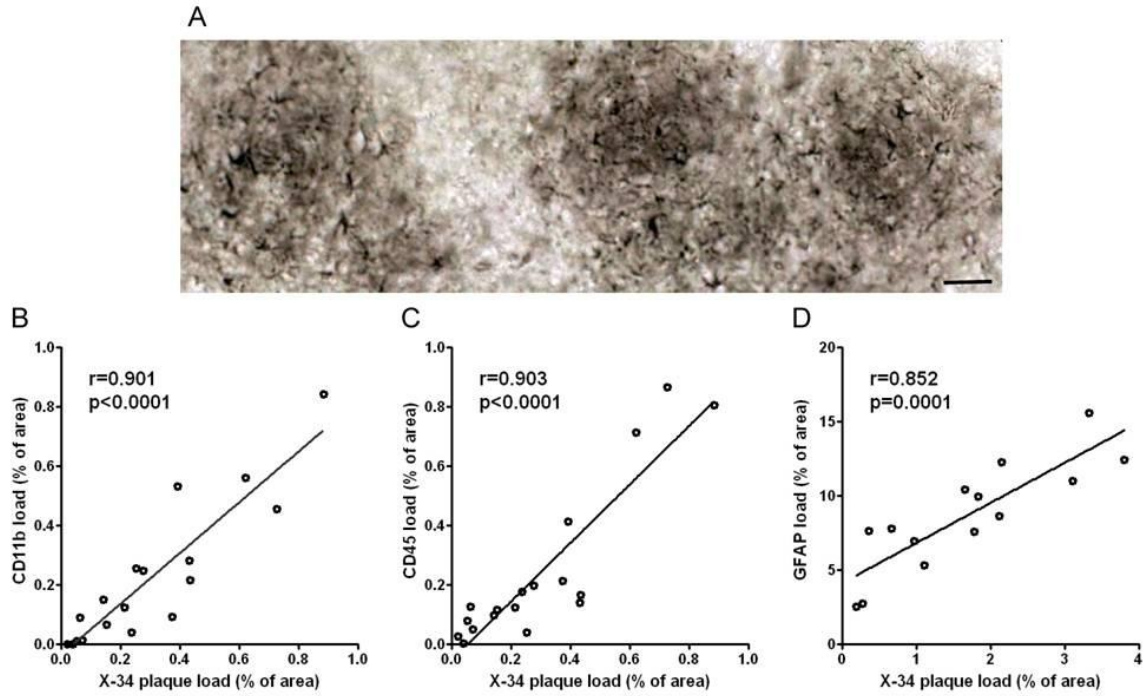 A
B
C
D
1.0
0.8
0.6
0.4
0.2
0.0
CD11b load (% of area)
r=0.901
p<0.0001
0.0 0.2 0.4 0.6 0.8 1.0
X-34 plaque load (% of area)
1.0
0.8
0.6
0.4
0.2
0.0
CD45 load (% of area)
r=0.903
p<0.0001
0.0 0.2 0.4 0.6 0.8 1.0
X-34 plaque load (% of area)
20
15
10
5
0
GFAP load (% of area)
r=0.852
p=0.0001
0 1 2 3 4
X-34 plaque load (% of area)